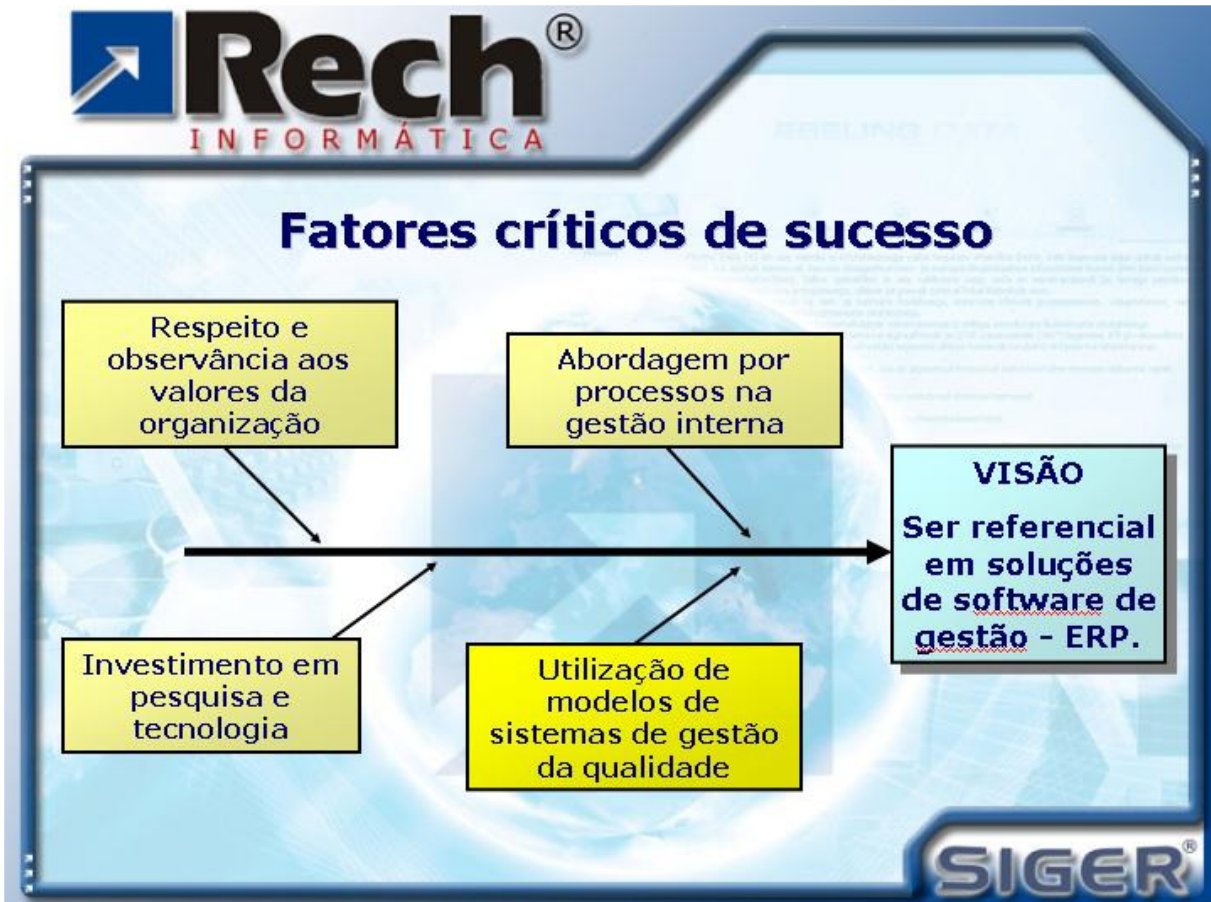 Rech®
INFORMÁTICA
Fatores críticos de sucesso
Respeito e
observância aos
valores da
organização
Abordagem por
processos na
gestão interna
VISÃO
Ser referencial
em soluções
de software de
gestão - ERP.
Investimento em
pesquisa e
tecnologia
Utilização de
modelos de
sistemas de gestão
da qualidade
SIGER®